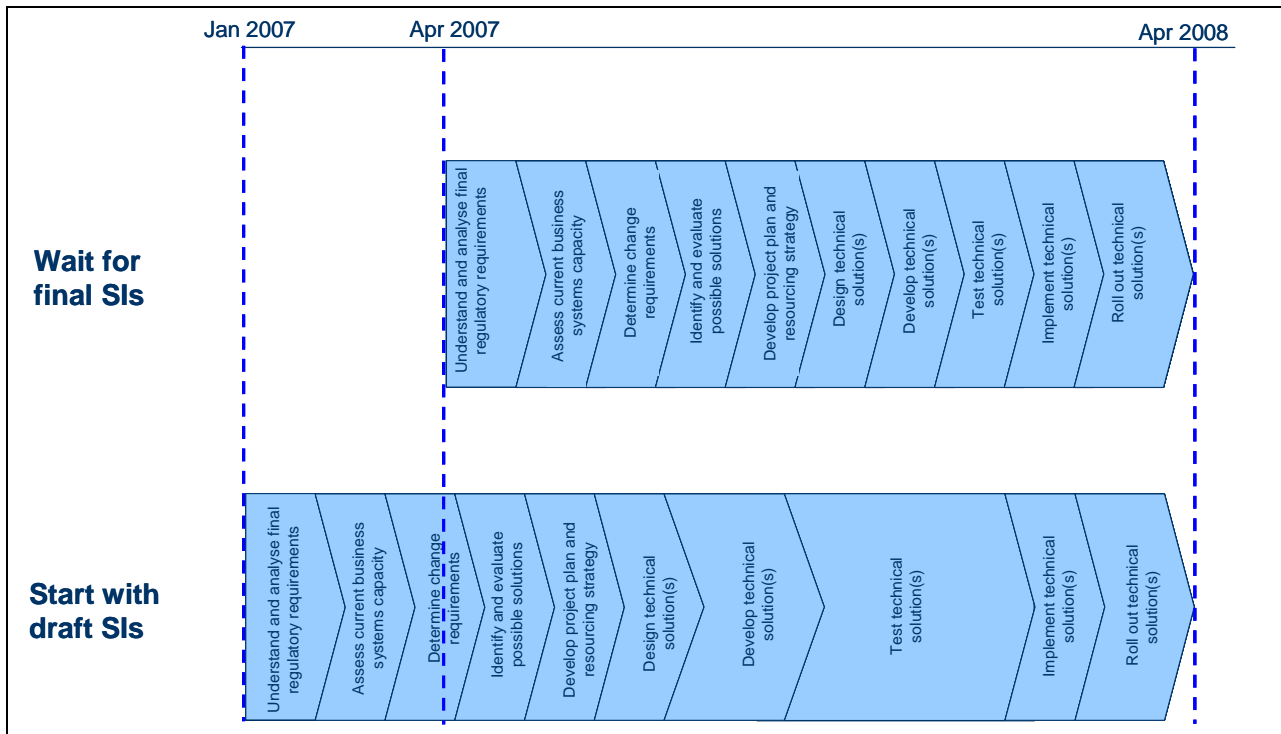 Jan 2007
Apr 2007
Apr 2008
Wait for
final SIs
Understand and analyse final
regulatory requirements
Assess current business
systems capacity
Determine change
requirements
Identify and evaluate
possible solutions
Develop project plan and
resourcing strategy
Design technical
solution(s)
Develop technical
solution(s)
Test technical
solution(s)
Implement technical
solution(s)
Roll out technical
solution(s)
Start with
draft SIs
Understand and analyse final
regulatory requirements
Assess current business
systems capacity
Determine change
requirements
Identify and evaluate
possible solutions
Develop project plan and
resourcing strategy
Design technical
solution(s)
Develop technical
solution(s)
Test technical
solution(s)
Implement technical
solution(s)
Roll out technical
solution(s)